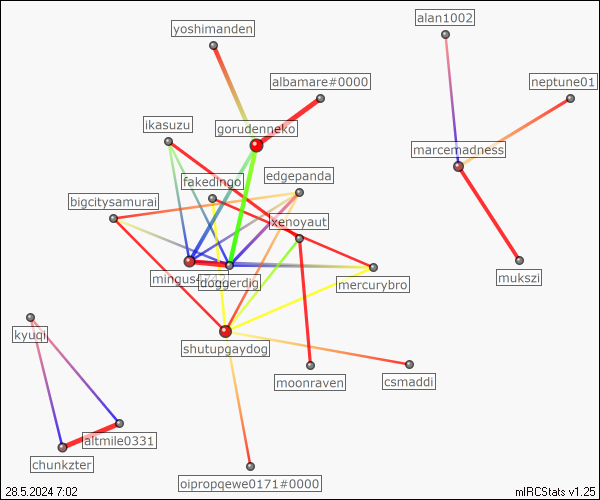 alan1002
yoshimanden
albamare#0000
neptune01
ikasuzu
gorudenneko
marcemadness
edgepanda
fakedingo
bigcitysamurai
xenoyaut
mukszi
doggerdig
mercurybro
kyuqi
shutupgaydog
moonraven
csmaddi
altmile0331
chunkzter
oipropqewe0171#0000
28.5.2024 7:02
mIRCStats v1.25